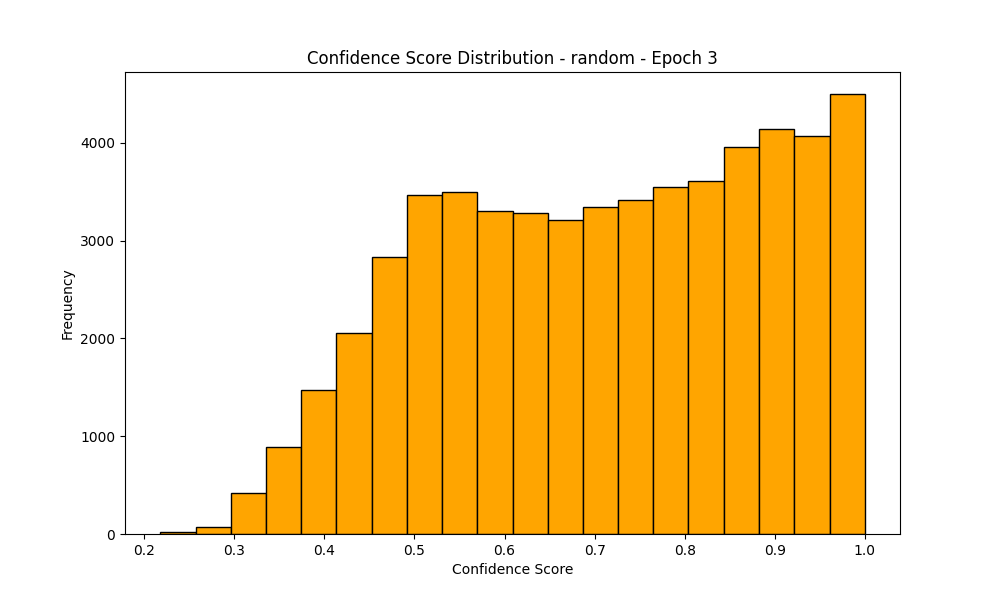 Confidence Score Distribution - random - Epoch 3
4000
3000
2000
1000
0
Frequency
0.2 0.3 0.4 0.5 0.6 0.7 0.8 0.9 1.0
Confidence Score